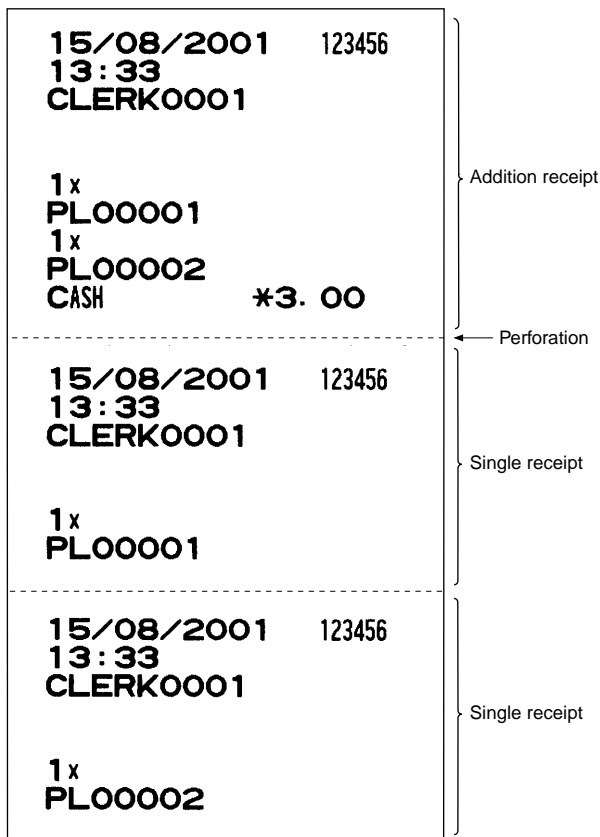 15/08/2001 123456
13:33
CLERK0001
1x
PL00001
1x
PL00002
CASH *3.00
Addition receipt
Perforation
15/08/2001 123456
13:33
CLERK0001
1x
PL00001
Single receipt
15/08/2001 123456
13:33
CLERK0001
1x
PL00002
Single receipt